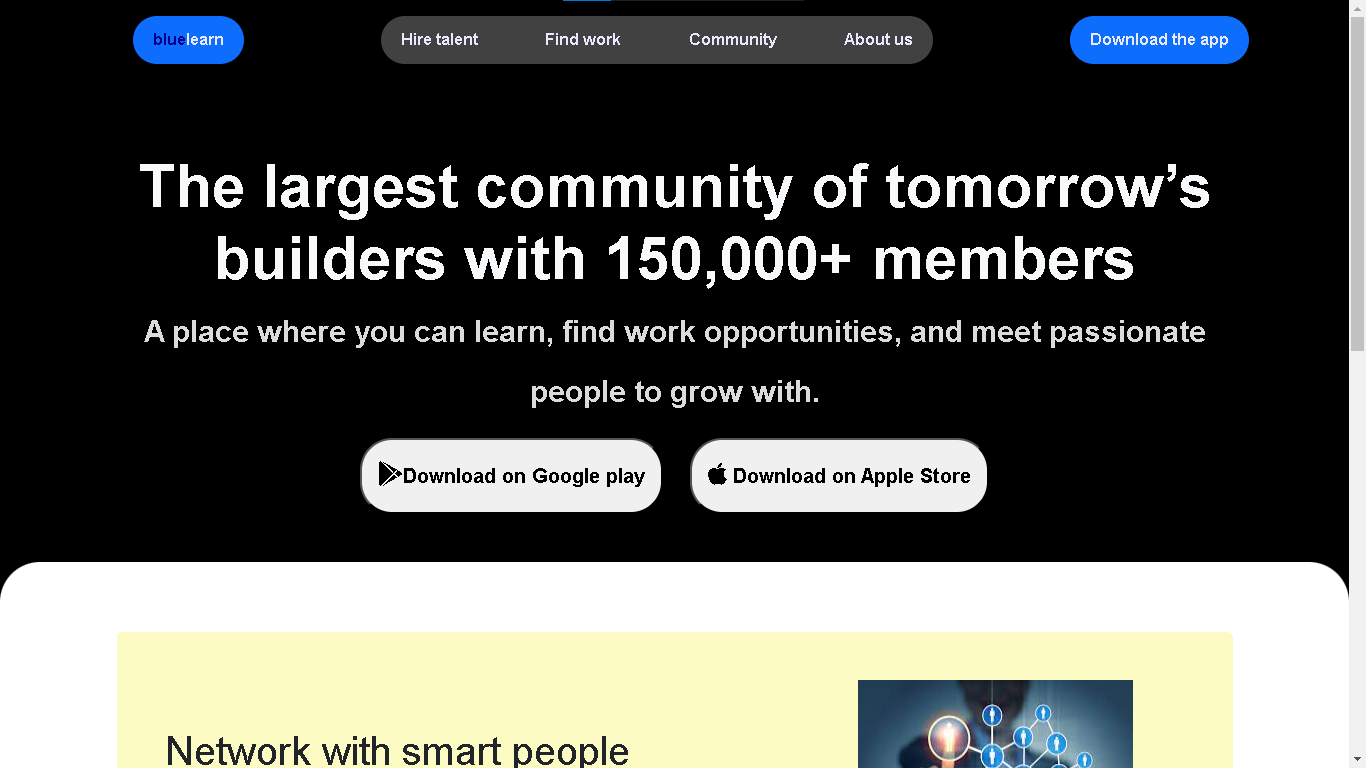 bluelearn
Hire talent
Find work
Community
About us
Download the app
The largest community of tomorrow’s
builders with 150,000+ members
A place where you can learn, find work opportunities, and meet passionate
people to grow with.
Download on Google play
Download on Apple Store
Network with smart people